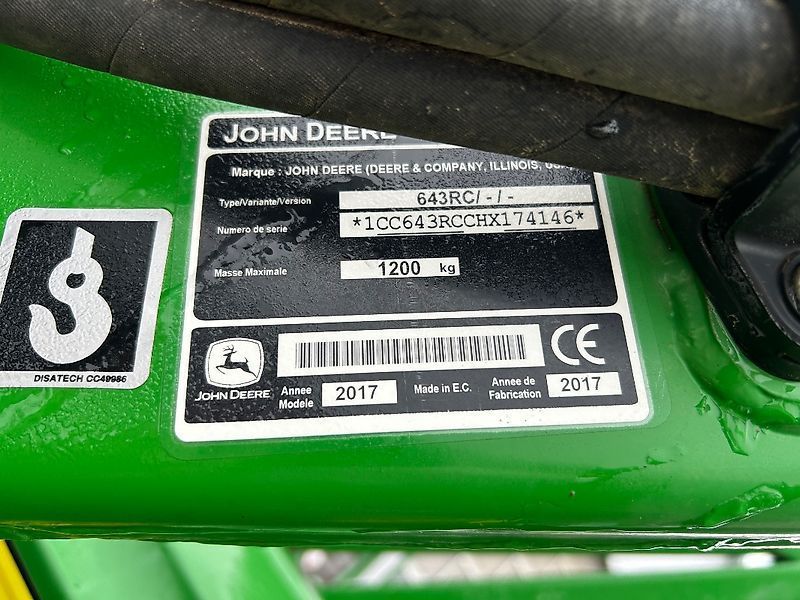 JOHN DEERE
Marque : JOHN DEERE (DEERE & COMPANY, ILLINOIS,
Type/Variante/Version 643RC/ - / -
Numero de serie *1CC643RCCHX174146*
Masse Maximale 1200 kg
DISATECH CC49986
JOHN DEERE
Annee Modele 2017
Made in E.C.
Annee de Fabrication 2017
CE